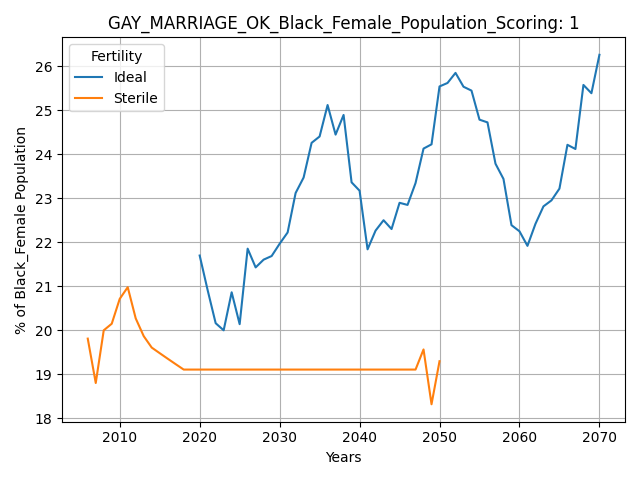 GAY_MARRIAGE_OK_Black_Female_Population_Scoring: 1
Fertility
Ideal
Sterile
% of Black_Female Population
26
25
24
23
22
21
20
19
18
2010 2020 2030 2040 2050 2060 2070
Years